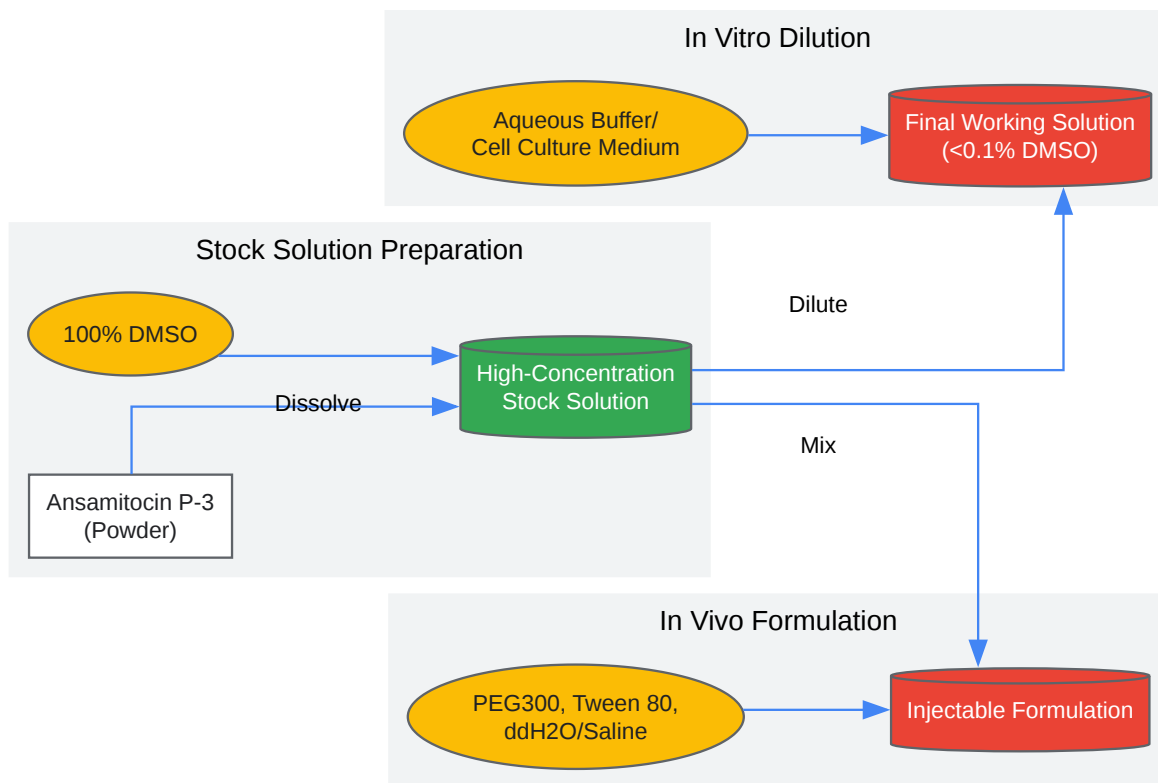 In Vitro Dilution
Aqueous Buffer/
Cell Culture Medium
Final Working Solution
(<0.1% DMSO)
Stock Solution Preparation
100% DMSO
High-Concentration
Stock Solution
Dissolve
Ansamitocin P-3
(Powder)
Dilute
Mix
In Vivo Formulation
PEG300, Tween 80,
ddH2O/Saline
Injectable Formulation